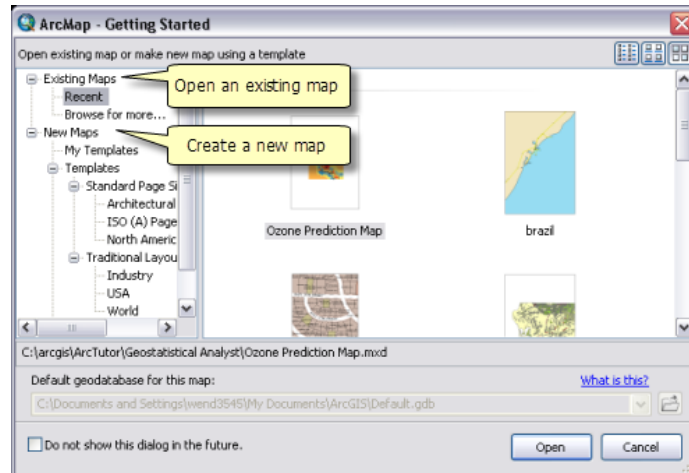 ArcMap - Getting Started
Open existing map or make new map using a template
Existing Maps
Recent
Browse for more...
New Maps
My Templates
Templates
Standard Page Si
Architectural
ISO (A) Page
North Americ
Traditional Layou
Industry
USA
World
Open an existing map
Create a new map
Ozone Prediction Map
brazil
C:\arcgis\ArcTutor\Geostatistical Analyst\Ozone Prediction Map.mxd
Default geodatabase for this map:
What is this?
C:\Documents and Settings\wend3545\My Documents\ArcGIS\Default.gdb
Do not show this dialog in the future.
Open
Cancel